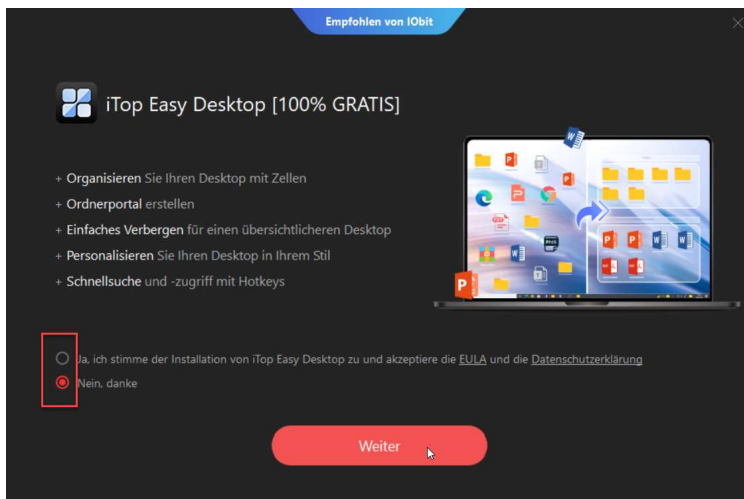 Empfohlen von IObit
iTop Easy Desktop [100% GRATIS]
+ Organisieren Sie Ihren Desktop mit Zellen
+ Ordnerportal erstellen
+ Einfaches Verbergen für einen übersichtlicheren Desktop
+ Personalisieren Sie Ihren Desktop in Ihrem Stil
+ Schnellsuche und -zugriff mit Hotkeys
Ja, ich stimme der Installation von iTop Easy Desktop zu und akzeptiere die EULA und die Datenschutzerklärung
Nein, danke
Weiter